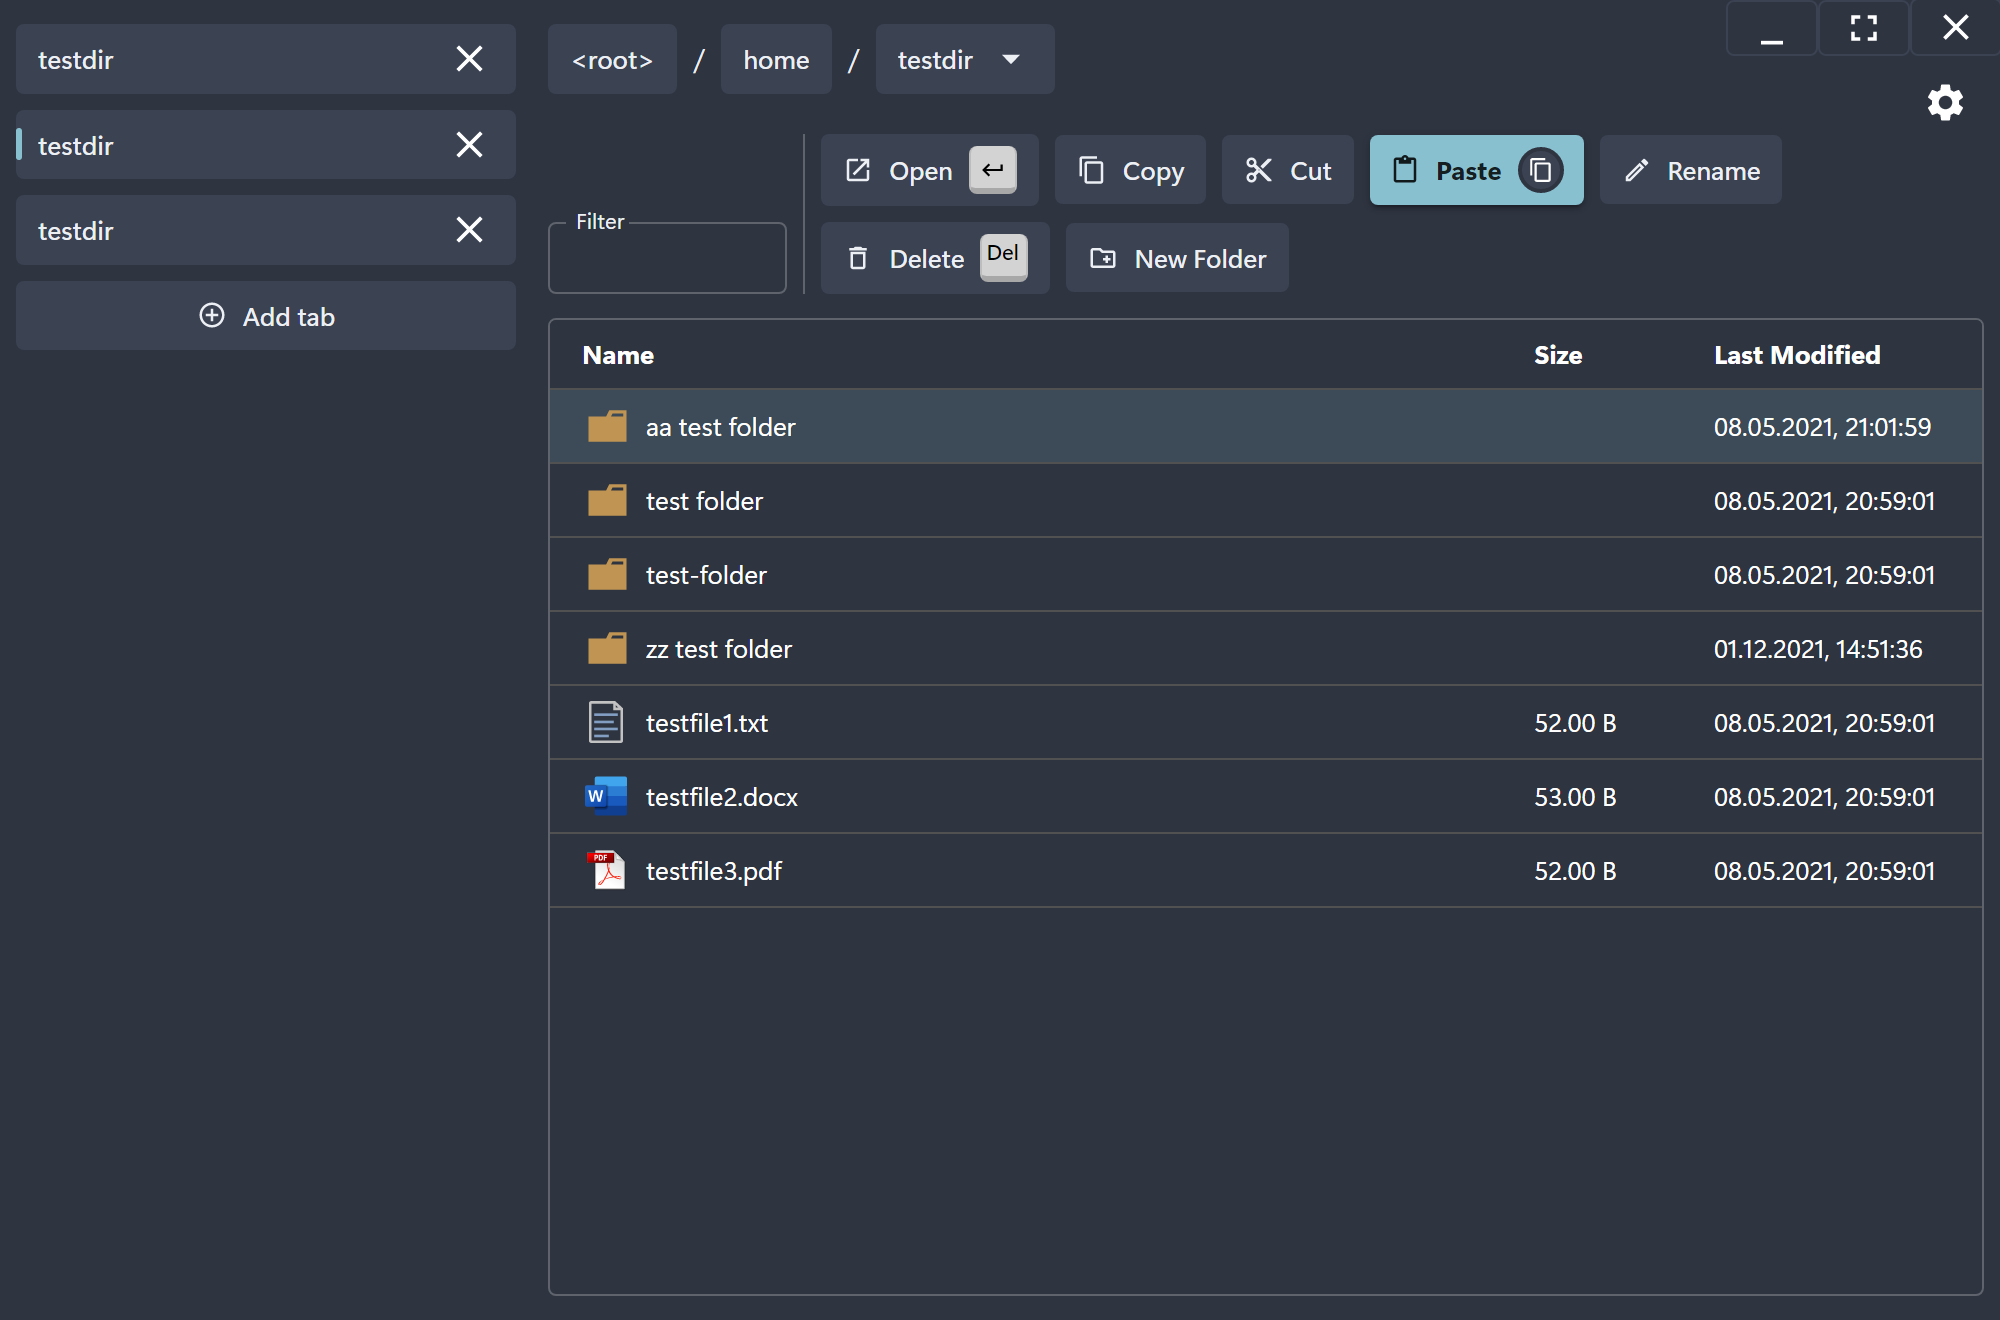 testdir
testdir
testdir
Add tab
<root> / home / testdir
Filter
Open Copy Cut Paste Rename
Delete Del New Folder
Name Size Last Modified
aa test folder 08.05.2021, 21:01:59
test folder 08.05.2021, 20:59:01
test-folder 08.05.2021, 20:59:01
zz test folder 01.12.2021, 14:51:36
testfile1.txt 52.00 B 08.05.2021, 20:59:01
W testfile2.docx 53.00 B 08.05.2021, 20:59:01
PDF testfile3.pdf 52.00 B 08.05.2021, 20:59:01